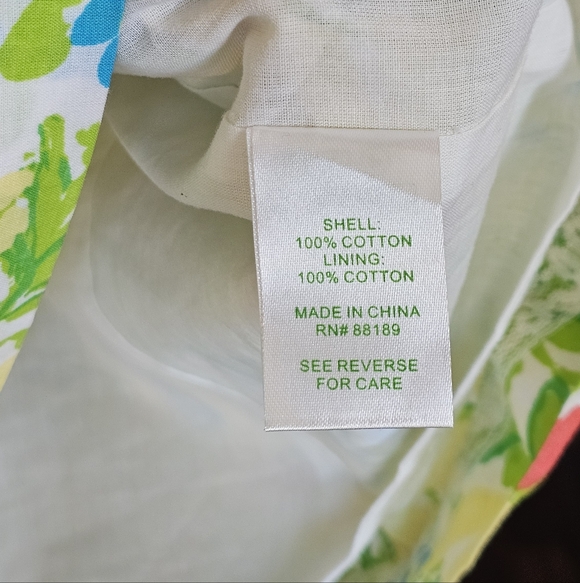 SHELL:
100% COTTON
LINING:
100% COTTON
MADE IN CHINA
RN# 88189
SEE REVERSE
FOR CARE